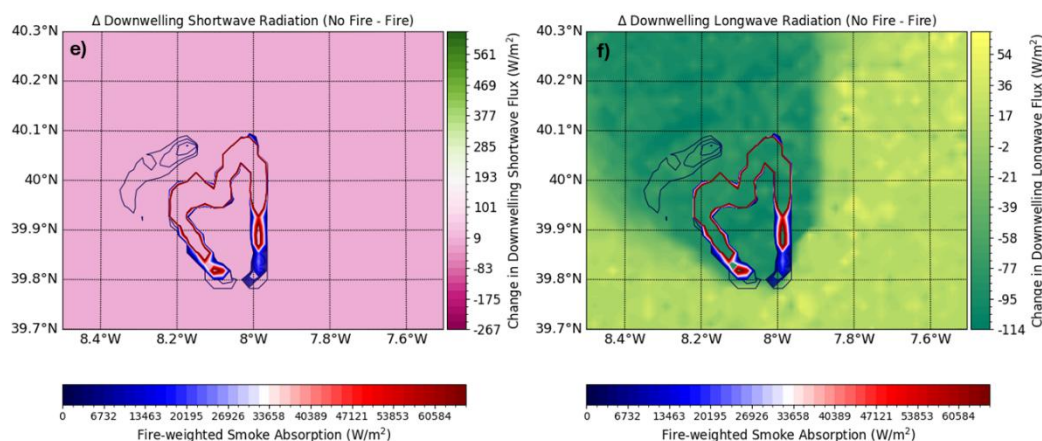 Δ Downwelling Shortwave Radiation (No Fire - Fire)
e)
40.3°N
40.2°N
40.1°N
40°N
39.9°N
39.8°N
39.7°N
8.4°W 8.2°W 8°W 7.8°W 7.6°W
561
469
377
285
193
101
9
-83
-175
-267
Change in Downwelling Shortwave Flux (W/m²)
0 6732 13463 20195 26926 33658 40389 47121 53853 60584
Fire-weighted Smoke Absorption (W/m²)
Δ Downwelling Longwave Radiation (No Fire - Fire)
f)
40.3°N
40.2°N
40.1°N
40°N
39.9°N
39.8°N
39.7°N
8.4°W 8.2°W 8°W 7.8°W 7.6°W
54
36
17
-2
-21
-39
-58
-77
-95
-114
Change in Downwelling Longwave Flux (W/m²)
0 6732 13463 20195 26926 33658 40389 47121 53853 60584
Fire-weighted Smoke Absorption (W/m²)